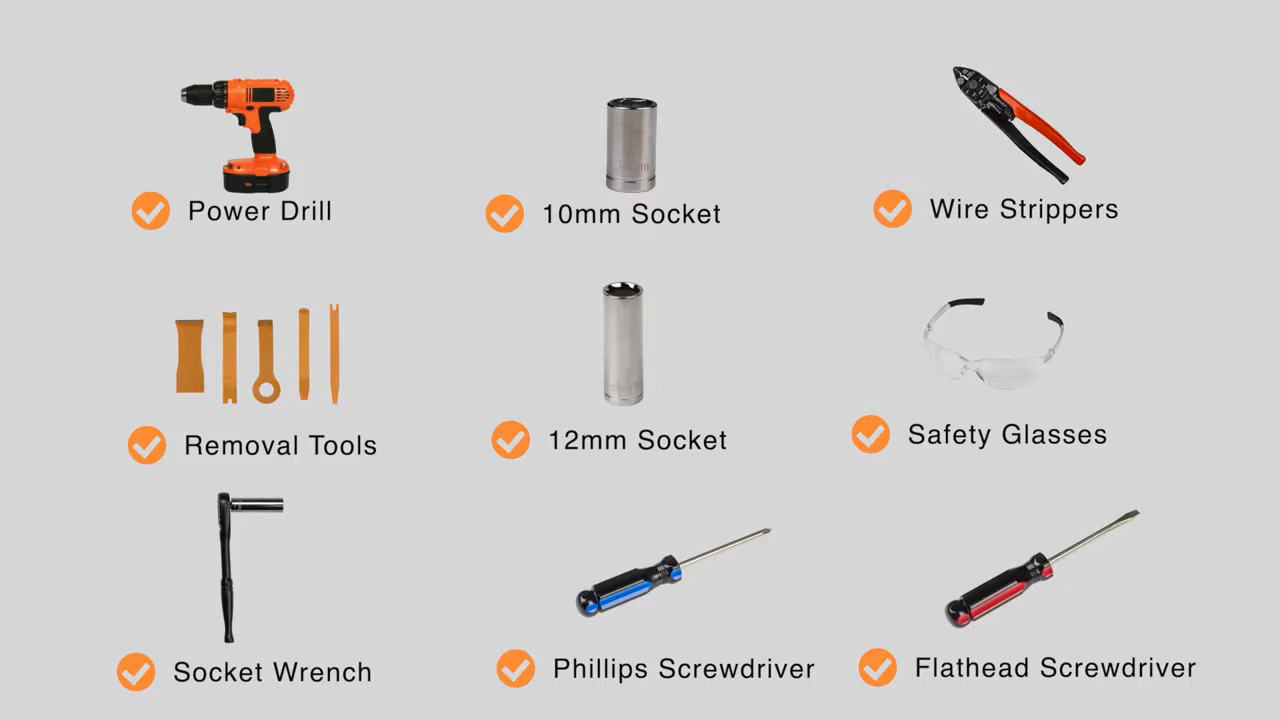 Power Drill
10mm Socket
Wire Strippers
Removal Tools
12mm Socket
Safety Glasses
Socket Wrench
Phillips Screwdriver
Flathead Screwdriver